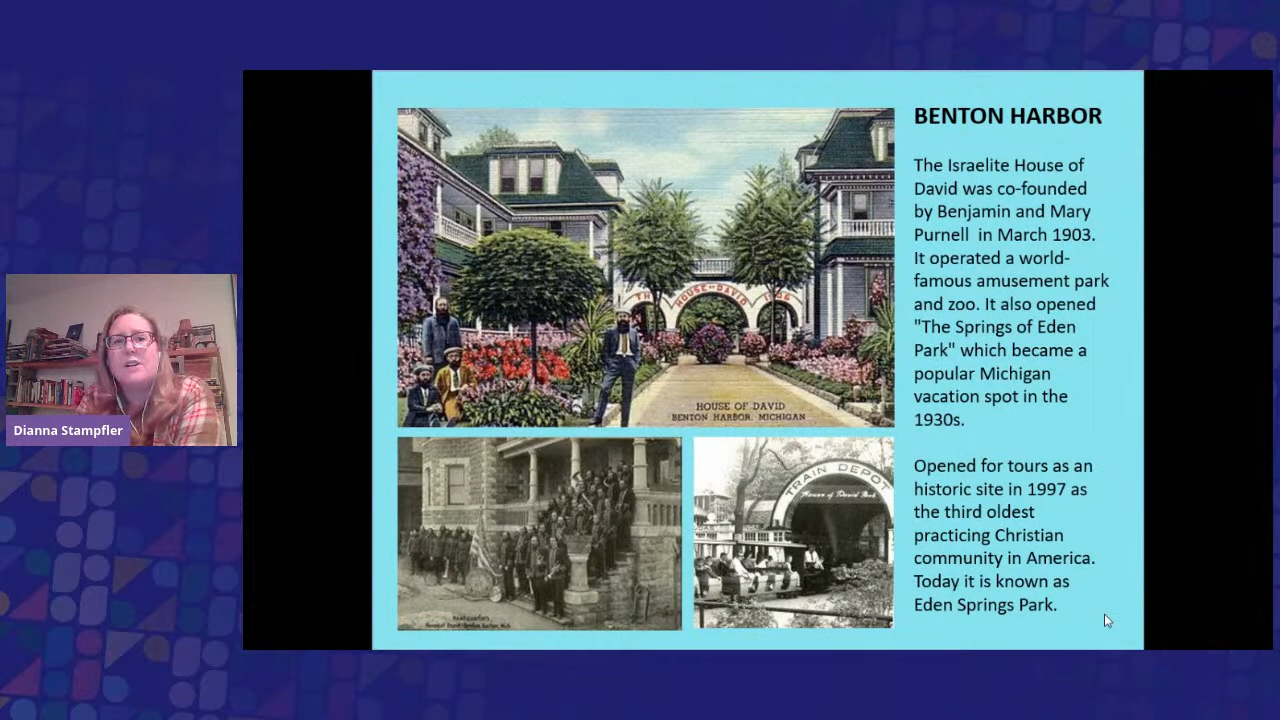 BENTON HARBOR
The Israelite House of
David was co-founded
by Benjamin and Mary
Purnell in March 1903.
It operated a world-
famous amusement park
and zoo. It also opened
"The Springs of Eden
Park" which became a
popular Michigan
vacation spot in the
1930s.
Opened for tours as an
historic site in 1997 as
the third oldest
practicing Christian
community in America.
Today it is known as
Eden Springs Park.
HOUSE OF DAVID
HOUSE OF DAVID
BENTON HARBOR, MICHIGAN
TRAIN DEPOT
House of David Park
Dianna Stampfler